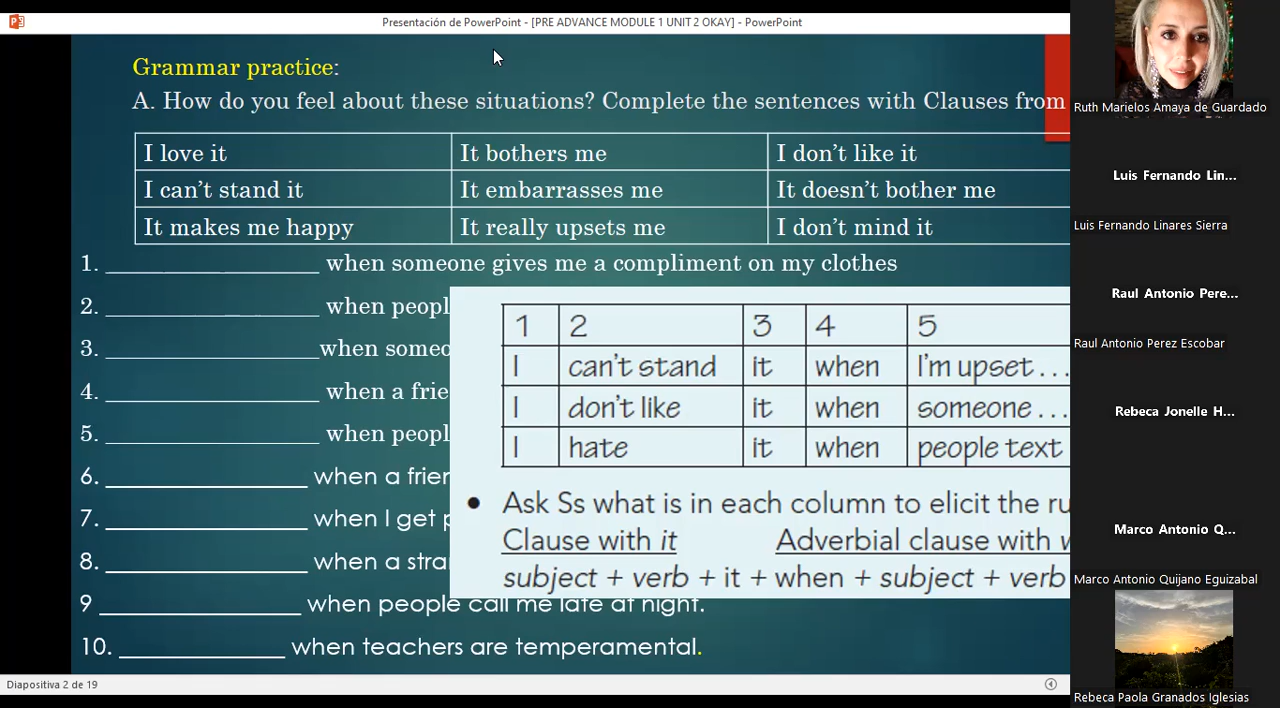 Presentación de PowerPoint - [PRE ADVANCE MODULE 1 UNIT 2 OKAY] - PowerPoint
Grammar practice:
A. How do you feel about these situations? Complete the sentences with Clauses from
I love it It bothers me I don't like it
I can't stand it It embarrasses me It doesn't bother me
It makes me happy It really upsets me I don't mind it
1. ____________________ when someone gives me a compliment on my clothes
2. ____________________ when peopl
3. ____________________when someo
4. ____________________ when a frie
5. ____________________ when peopl
6. ___________________ when a frien
7. ___________________ when I get p
8. ___________________ when a stra
9 ___________________ when people call me late at night.
10. ________________ when teachers are temperamental.
1 2 3 4 5
I can't stand it when I'm upset . . .
I don't like it when someone . . .
I hate it when people text
• Ask Ss what is in each column to elicit the ru
Clause with it Adverbial clause with w
subject + verb + it + when + subject + verb
Diapositiva 2 de 19
Ruth Marielos Amaya de Guardado
Luis Fernando Lin...
Luis Fernando Linares Sierra
Raul Antonio Pere...
Raul Antonio Perez Escobar
Rebeca Jonelle H...
Marco Antonio Q...
Marco Antonio Quijano Eguizabal
Rebeca Paola Granados Iglesias